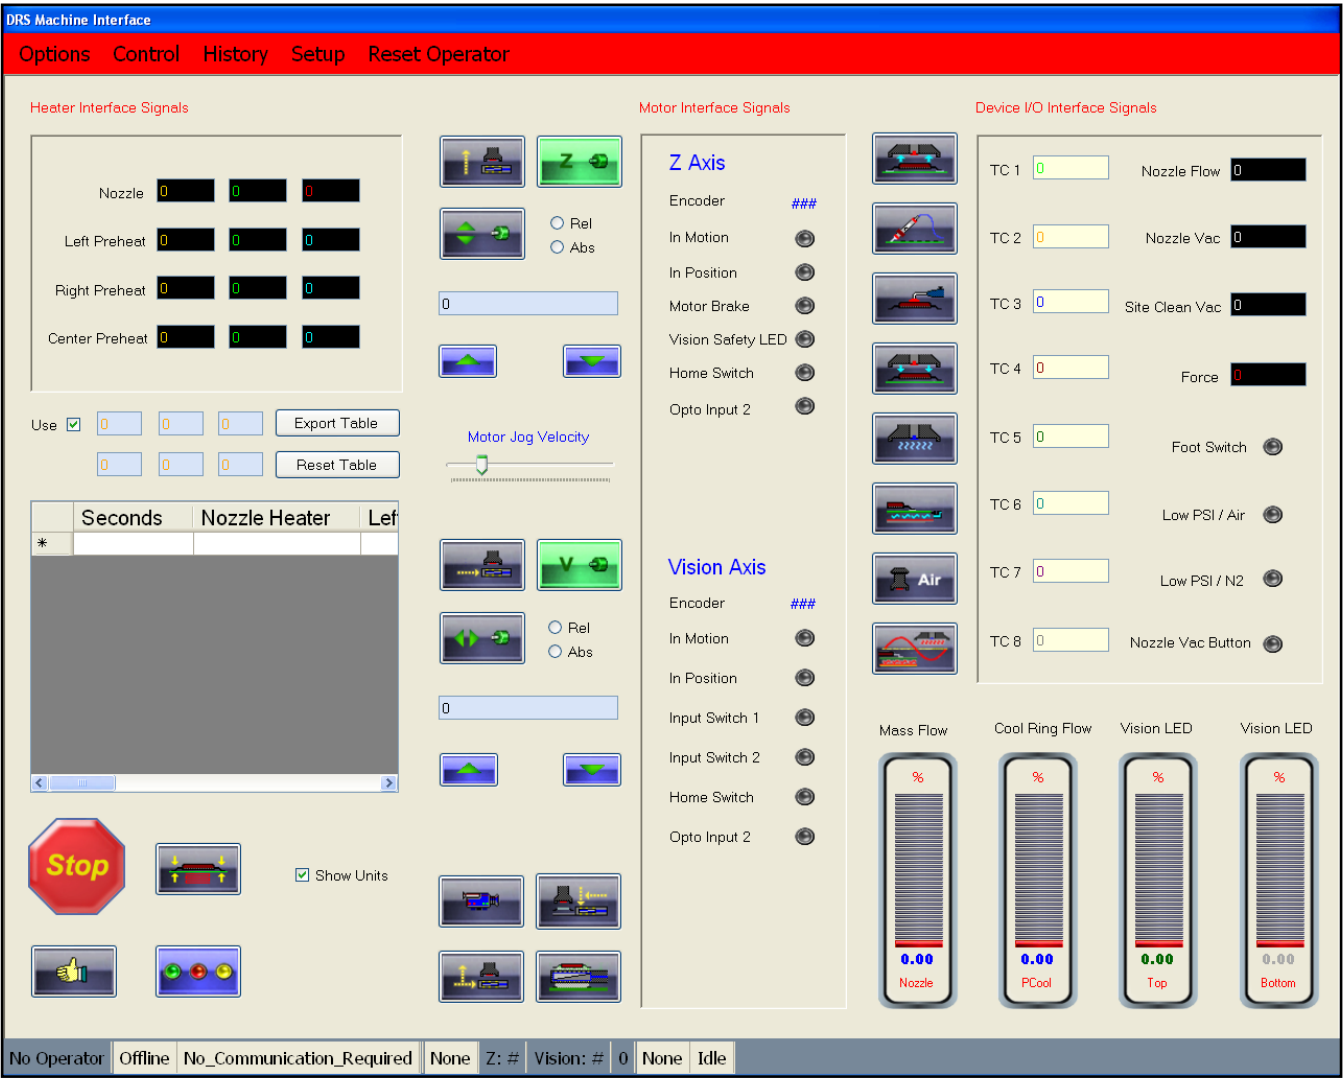 DRS Machine Interface
Options Control History Setup Reset Operator
Heater Interface Signals
Nozzle 0 0 0
Left Preheat 0 0 0
Right Preheat 0 0 0
Center Preheat 0 0 0
Use 0 0 0 Export Table
0 0 0 Reset Table
Seconds Nozzle Heater Lef
*
Stop
Show Units
Z
Rel
Abs
0
Motor Jog Velocity
V
Rel
Abs
0
Motor Interface Signals
Z Axis
Encoder ###
In Motion
In Position
Motor Brake
Vision Safety LED
Home Switch
Opto Input 2
Vision Axis
Encoder ###
In Motion
In Position
Input Switch 1
Input Switch 2
Home Switch
Opto Input 2
Air
Device I/O Interface Signals
TC 1 0 Nozzle Flow 0
TC 2 0 Nozzle Vac 0
TC 3 0 Site Clean Vac 0
TC 4 0 Force 0
TC 5 0 Foot Switch
TC 6 0 Low PSI / Air
TC 7 0 Low PSI / N2
TC 8 0 Nozzle Vac Button
Mass Flow Cool Ring Flow Vision LED Vision LED
% % % %
0.00 0.00 0.00 0.00
Nozzle PCool Top Bottom
No Operator Offline No_Communication_Required None Z: # Vision: # 0 None Idle